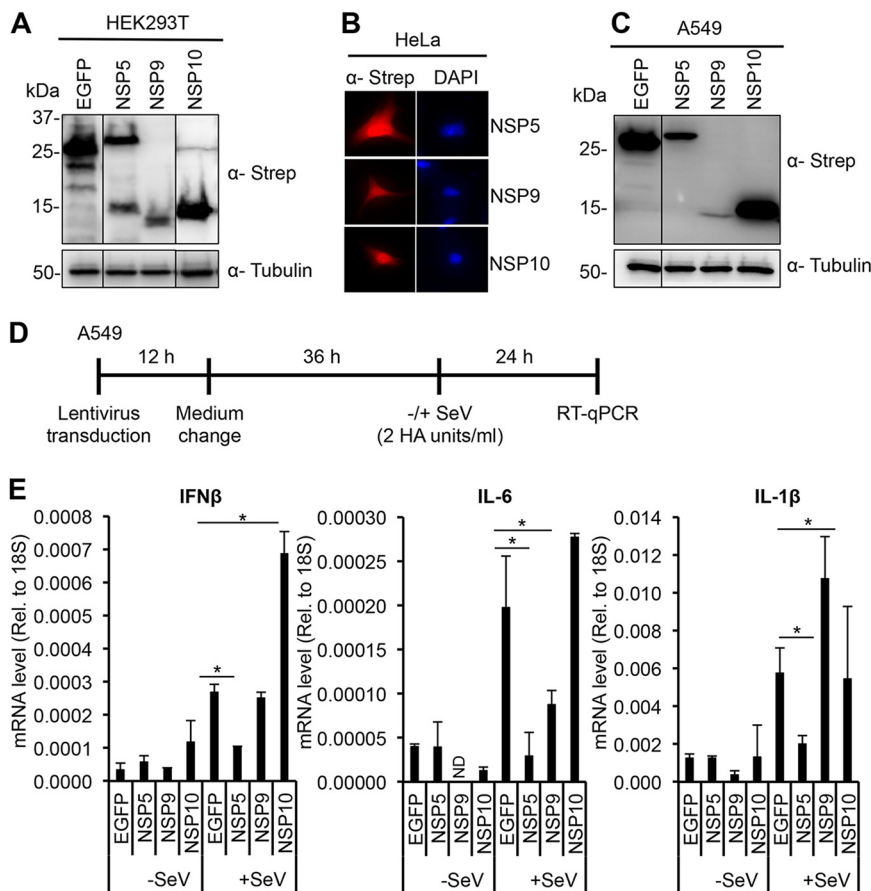 A
HEK293T
kDa
EGFP
NSP5
NSP9
NSP10
37-
25-
15-
50-
α- Strep
α- Tubulin
B
HeLa
α- Strep DAPI
NSP5
NSP9
NSP10
C
A549
kDa
EGFP
NSP5
NSP9
NSP10
25-
15-
50-
α- Strep
α- Tubulin
D
A549
12 h 36 h 24 h
Lentivirus Medium -/+ SeV RT-qPCR
transduction change (2 HA units/ml)
E
IFNβ
mRNA level (Rel. to 18S)
0.0008
0.0007
0.0006
0.0005
0.0004
0.0003
0.0002
0.0001
0.0000
*
*
EGFP
NSP5
NSP9
NSP10
EGFP
NSP5
NSP9
NSP10
-SeV +SeV
IL-6
mRNA level (Rel. to 18S)
0.00030
0.00025
0.00020
0.00015
0.00010
0.00005
0.00000
*
*
ND
EGFP
NSP5
NSP9
NSP10
EGFP
NSP5
NSP9
NSP10
-SeV +SeV
IL-1β
mRNA level (Rel. to 18S)
0.014
0.012
0.010
0.008
0.006
0.004
0.002
0.000
*
*
EGFP
NSP5
NSP9
NSP10
EGFP
NSP5
NSP9
NSP10
-SeV +SeV